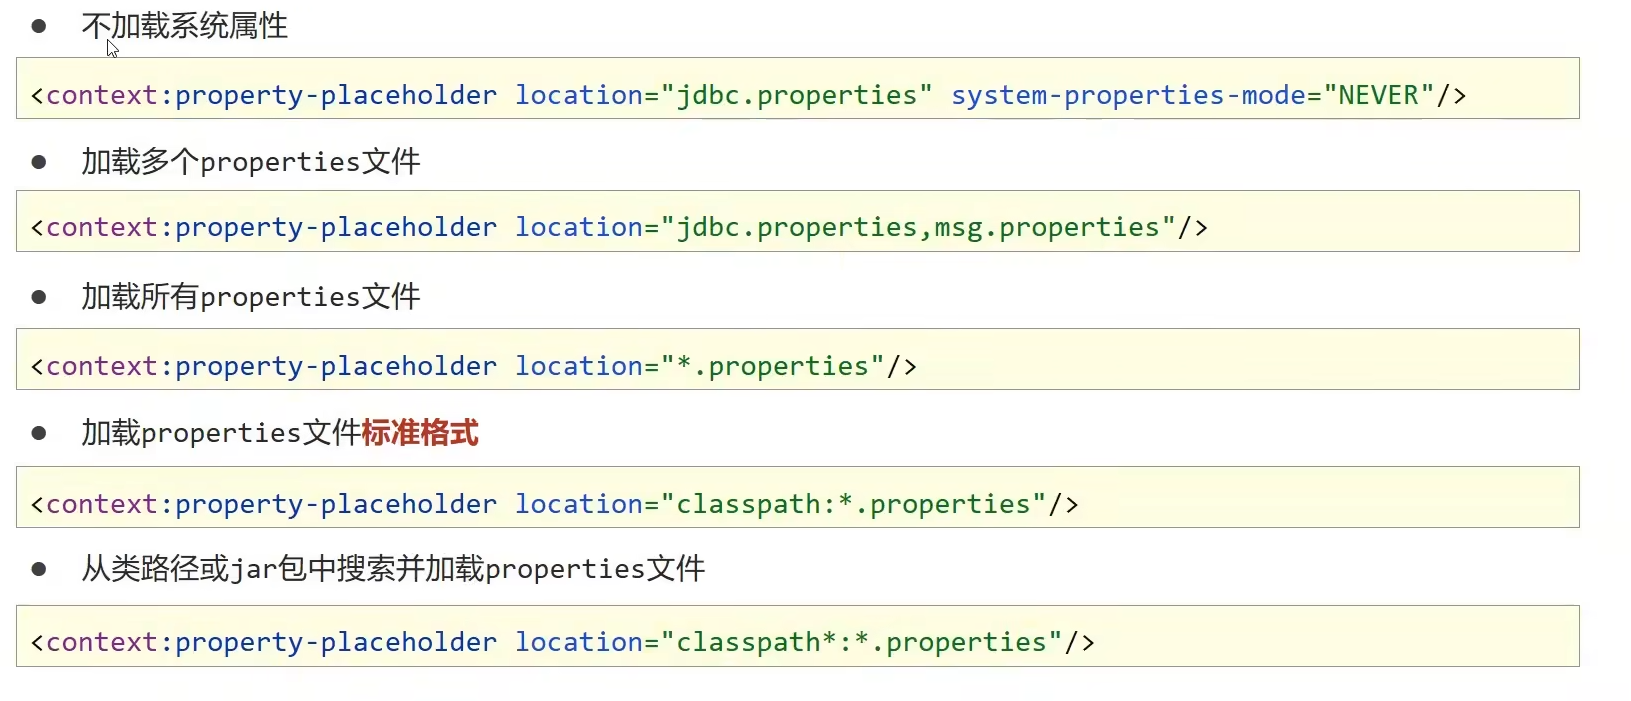 ● 不加载系统属性
<context:property-placeholder location="jdbc.properties" system-properties-mode="NEVER"/>
● 加载多个properties文件
<context:property-placeholder location="jdbc.properties,msg.properties"/>
● 加载所有properties文件
<context:property-placeholder location="*.properties"/>
● 加载properties文件标准格式
<context:property-placeholder location="classpath:*.properties"/>
● 从类路径或jar包中搜索并加载properties文件
<context:property-placeholder location="classpath*:*.properties"/>